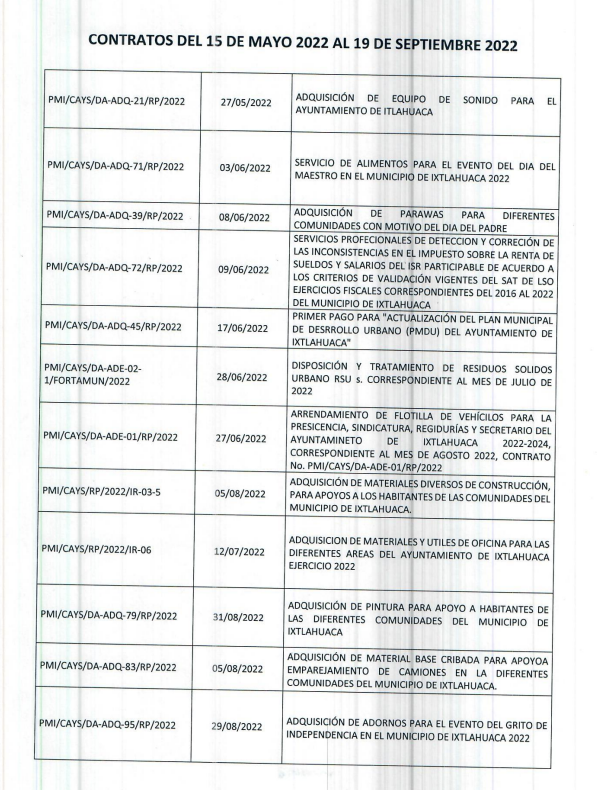 CONTRATOS DEL 15 DE MAYO 2022 AL 19 DE SEPTIEMBRE 2022
PMI/CAYS/DA-ADQ-21/RP/2022
27/05/2022
ADQUISICIÓN DE EQUIPO DE SONIDO PARA EL
AYUNTAMIENTO DE ITLAHUACA
PMI/CAYS/DA-ADQ-71/RP/2022
03/06/2022
SERVICIO DE ALIMENTOS PARA EL EVENTO DEL DIA DEL
MAESTRO EN EL MUNICIPIO DE IXTLAHUACA 2022
PMI/CAYS/DA-ADQ-39/RP/2022
08/06/2022
ADQUISICIÓN DE PARAWAS PARA DIFERENTES
COMUNIDADES CON MOTIVO DEL DIA DEL PADRE
PMI/CAYS/DA-ADQ-72/RP/2022
09/06/2022
SERVICIOS PROFECIONALES DE DETECCION Y CORRECIÓN DE
LAS INCONSISTENCIAS EN EL IMPUESTO SOBRE LA RENTA DE
SUELDOS Y SALARIOS DEL ISR PARTICIPABLE DE ACUERDO A
LOS CRITERIOS DE VALIDACIÓN VIGENTES DEL SAT DE LSO
EJERCICIOS FISCALES CORRESPONDIENTES DEL 2016 AL 2022
DEL MUNICIPIO DE IXTLAHUACA
PMI/CAYS/DA-ADQ-45/RP/2022
17/06/2022
PRIMER PAGO PARA "ACTUALIZACIÓN DEL PLAN MUNICIPAL
DE DESRROLLO URBANO (PMDU) DEL AYUNTAMIENTO DE
IXTLAHUACA"
PMI/CAYS/DA-ADE-02-
1/FORTAMUN/2022
28/06/2022
DISPOSICIÓN Y TRATAMIENTO DE RESIDUOS SOLIDOS
URBANO RSU s. CORRESPONDIENTE AL MES DE JULIO DE
2022
PMI/CAYS/DA-ADE-01/RP/2022
27/06/2022
ARRENDAMIENTO DE FLOTILLA DE VEHÍCILOS PARA LA
PRESICENCIA, SINDICATURA, REGIDURÍAS Y SECRETARIO DEL
AYUNTAMINETO DE IXTLAHUACA 2022-2024,
CORRESPONDIENTE AL MES DE AGOSTO 2022, CONTRATO
No. PMI/CAYS/DA-ADE-01/RP/2022
PMI/CAYS/RP/2022/IR-03-5
05/08/2022
ADQUISICIÓN DE MATERIALES DIVERSOS DE CONSTRUCCIÓN,
PARA APOYOS A LOS HABITANTES DE LAS COMUNIDADES DEL
MUNICIPIO DE IXTLAHUACA.
PMI/CAYS/RP/2022/IR-06
12/07/2022
ADQUISICION DE MATERIALES Y UTILES DE OFICINA PARA LAS
DIFERENTES AREAS DEL AYUNTAMIENTO DE IXTLAHUACA
EJERCICIO 2022
PMI/CAYS/DA-ADQ-79/RP/2022
31/08/2022
ADQUISICIÓN DE PINTURA PARA APOYO A HABITANTES DE
LAS DIFERENTES COMUNIDADES DEL MUNICIPIO DE
IXTLAHUACA
PMI/CAYS/DA-ADQ-83/RP/2022
05/08/2022
ADQUISICIÓN DE MATERIAL BASE CRIBADA PARA APOYOA
EMPAREJAMIENTO DE CAMIONES EN LA DIFERENTES
COMUNIDADES DEL MUNICIPIO DE IXTLAHUACA.
PMI/CAYS/DA-ADQ-95/RP/2022
29/08/2022
ADQUISICIÓN DE ADORNOS PARA EL EVENTO DEL GRITO DE
INDEPENDENCIA EN EL MUNICIPIO DE IXTLAHUACA 2022